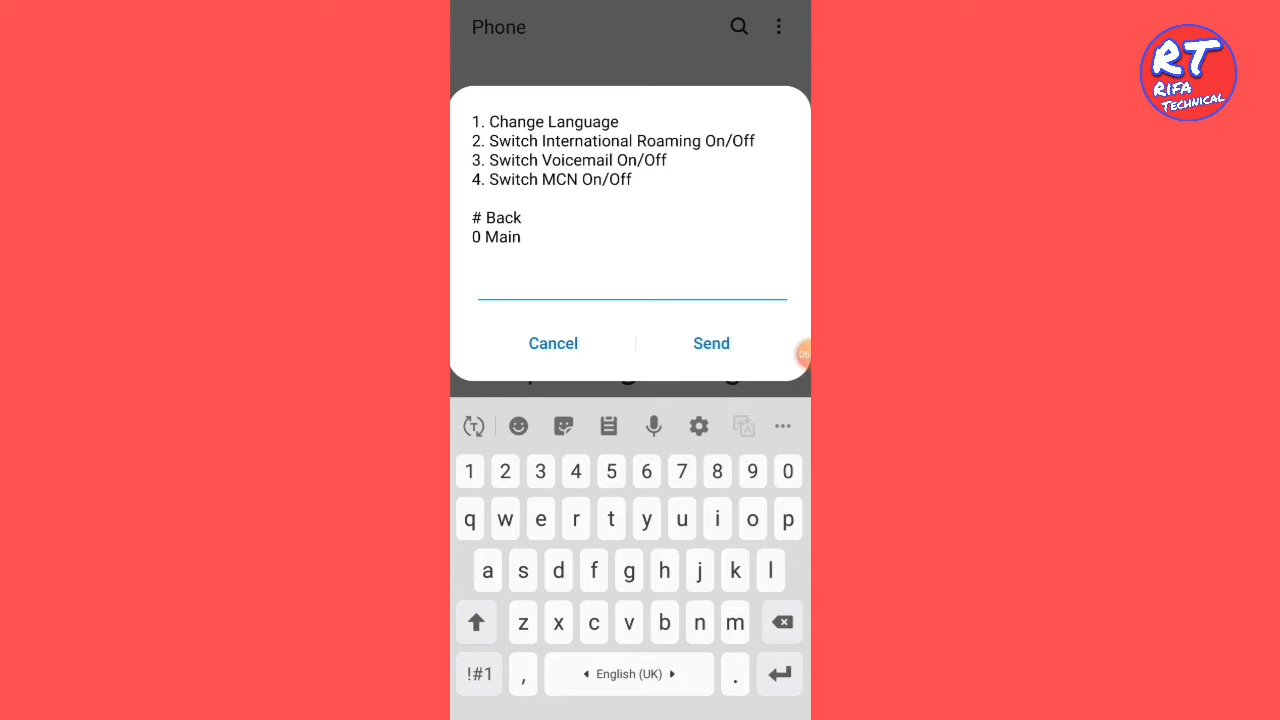 Phone
RT
RIFA
TECHNICAL
1. Change Language
2. Switch International Roaming On/Off
3. Switch Voicemail On/Off
4. Switch MCN On/Off
# Back
0 Main
Cancel
Send
06
1 2 3 4 5 6 7 8 9 0
q w e r t y u i o p
a s d f g h j k l
z x c v b n m
!#1 , English (UK) .